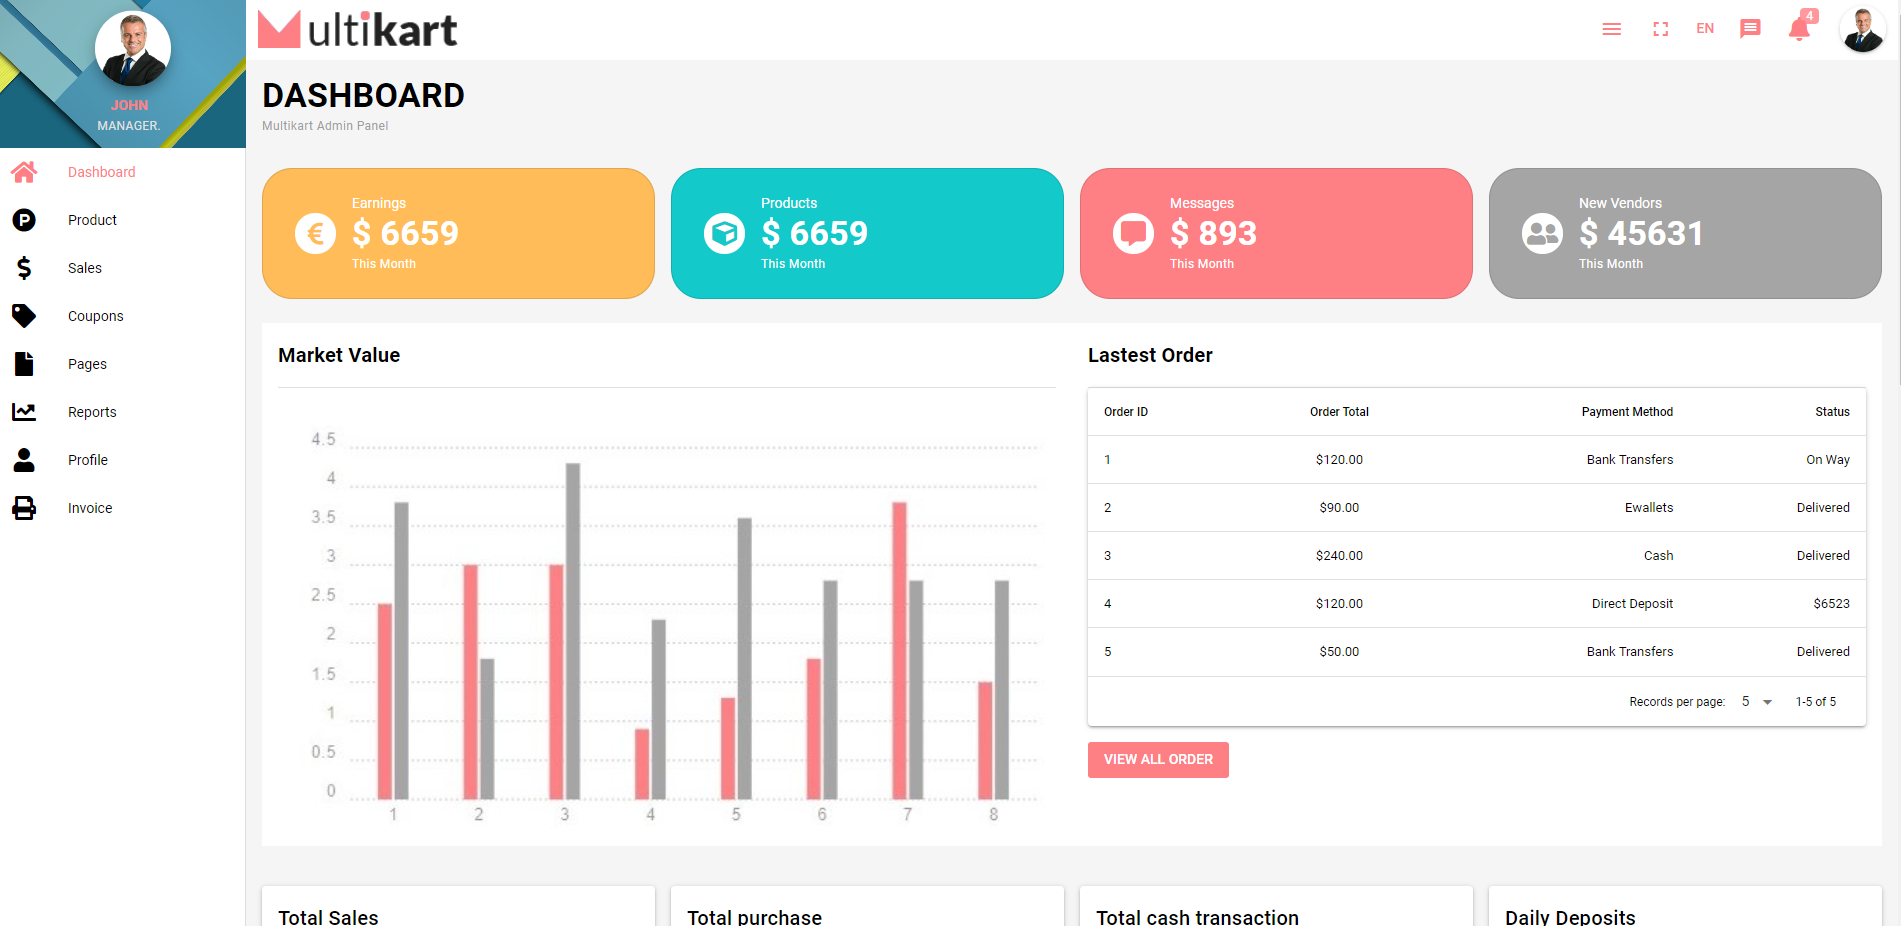 JOHN
MANAGER.
Dashboard
Product
Sales
Coupons
Pages
Reports
Profile
Invoice
Multikart
EN
4
DASHBOARD
Multikart Admin Panel
Earnings
$ 6659
This Month
Products
$ 6659
This Month
Messages
$ 893
This Month
New Vendors
$ 45631
This Month
Market Value
4.5
4
3.5
3
2.5
2
1.5
1
0.5
0
1 2 3 4 5 6 7 8
Lastest Order
Order ID Order Total Payment Method Status
1 $120.00 Bank Transfers On Way
2 $90.00 Ewallets Delivered
3 $240.00 Cash Delivered
4 $120.00 Direct Deposit $6523
5 $50.00 Bank Transfers Delivered
Records per page: 5 1-5 of 5
VIEW ALL ORDER
Total Sales
Total purchase
Total cash transaction
Daily Deposits